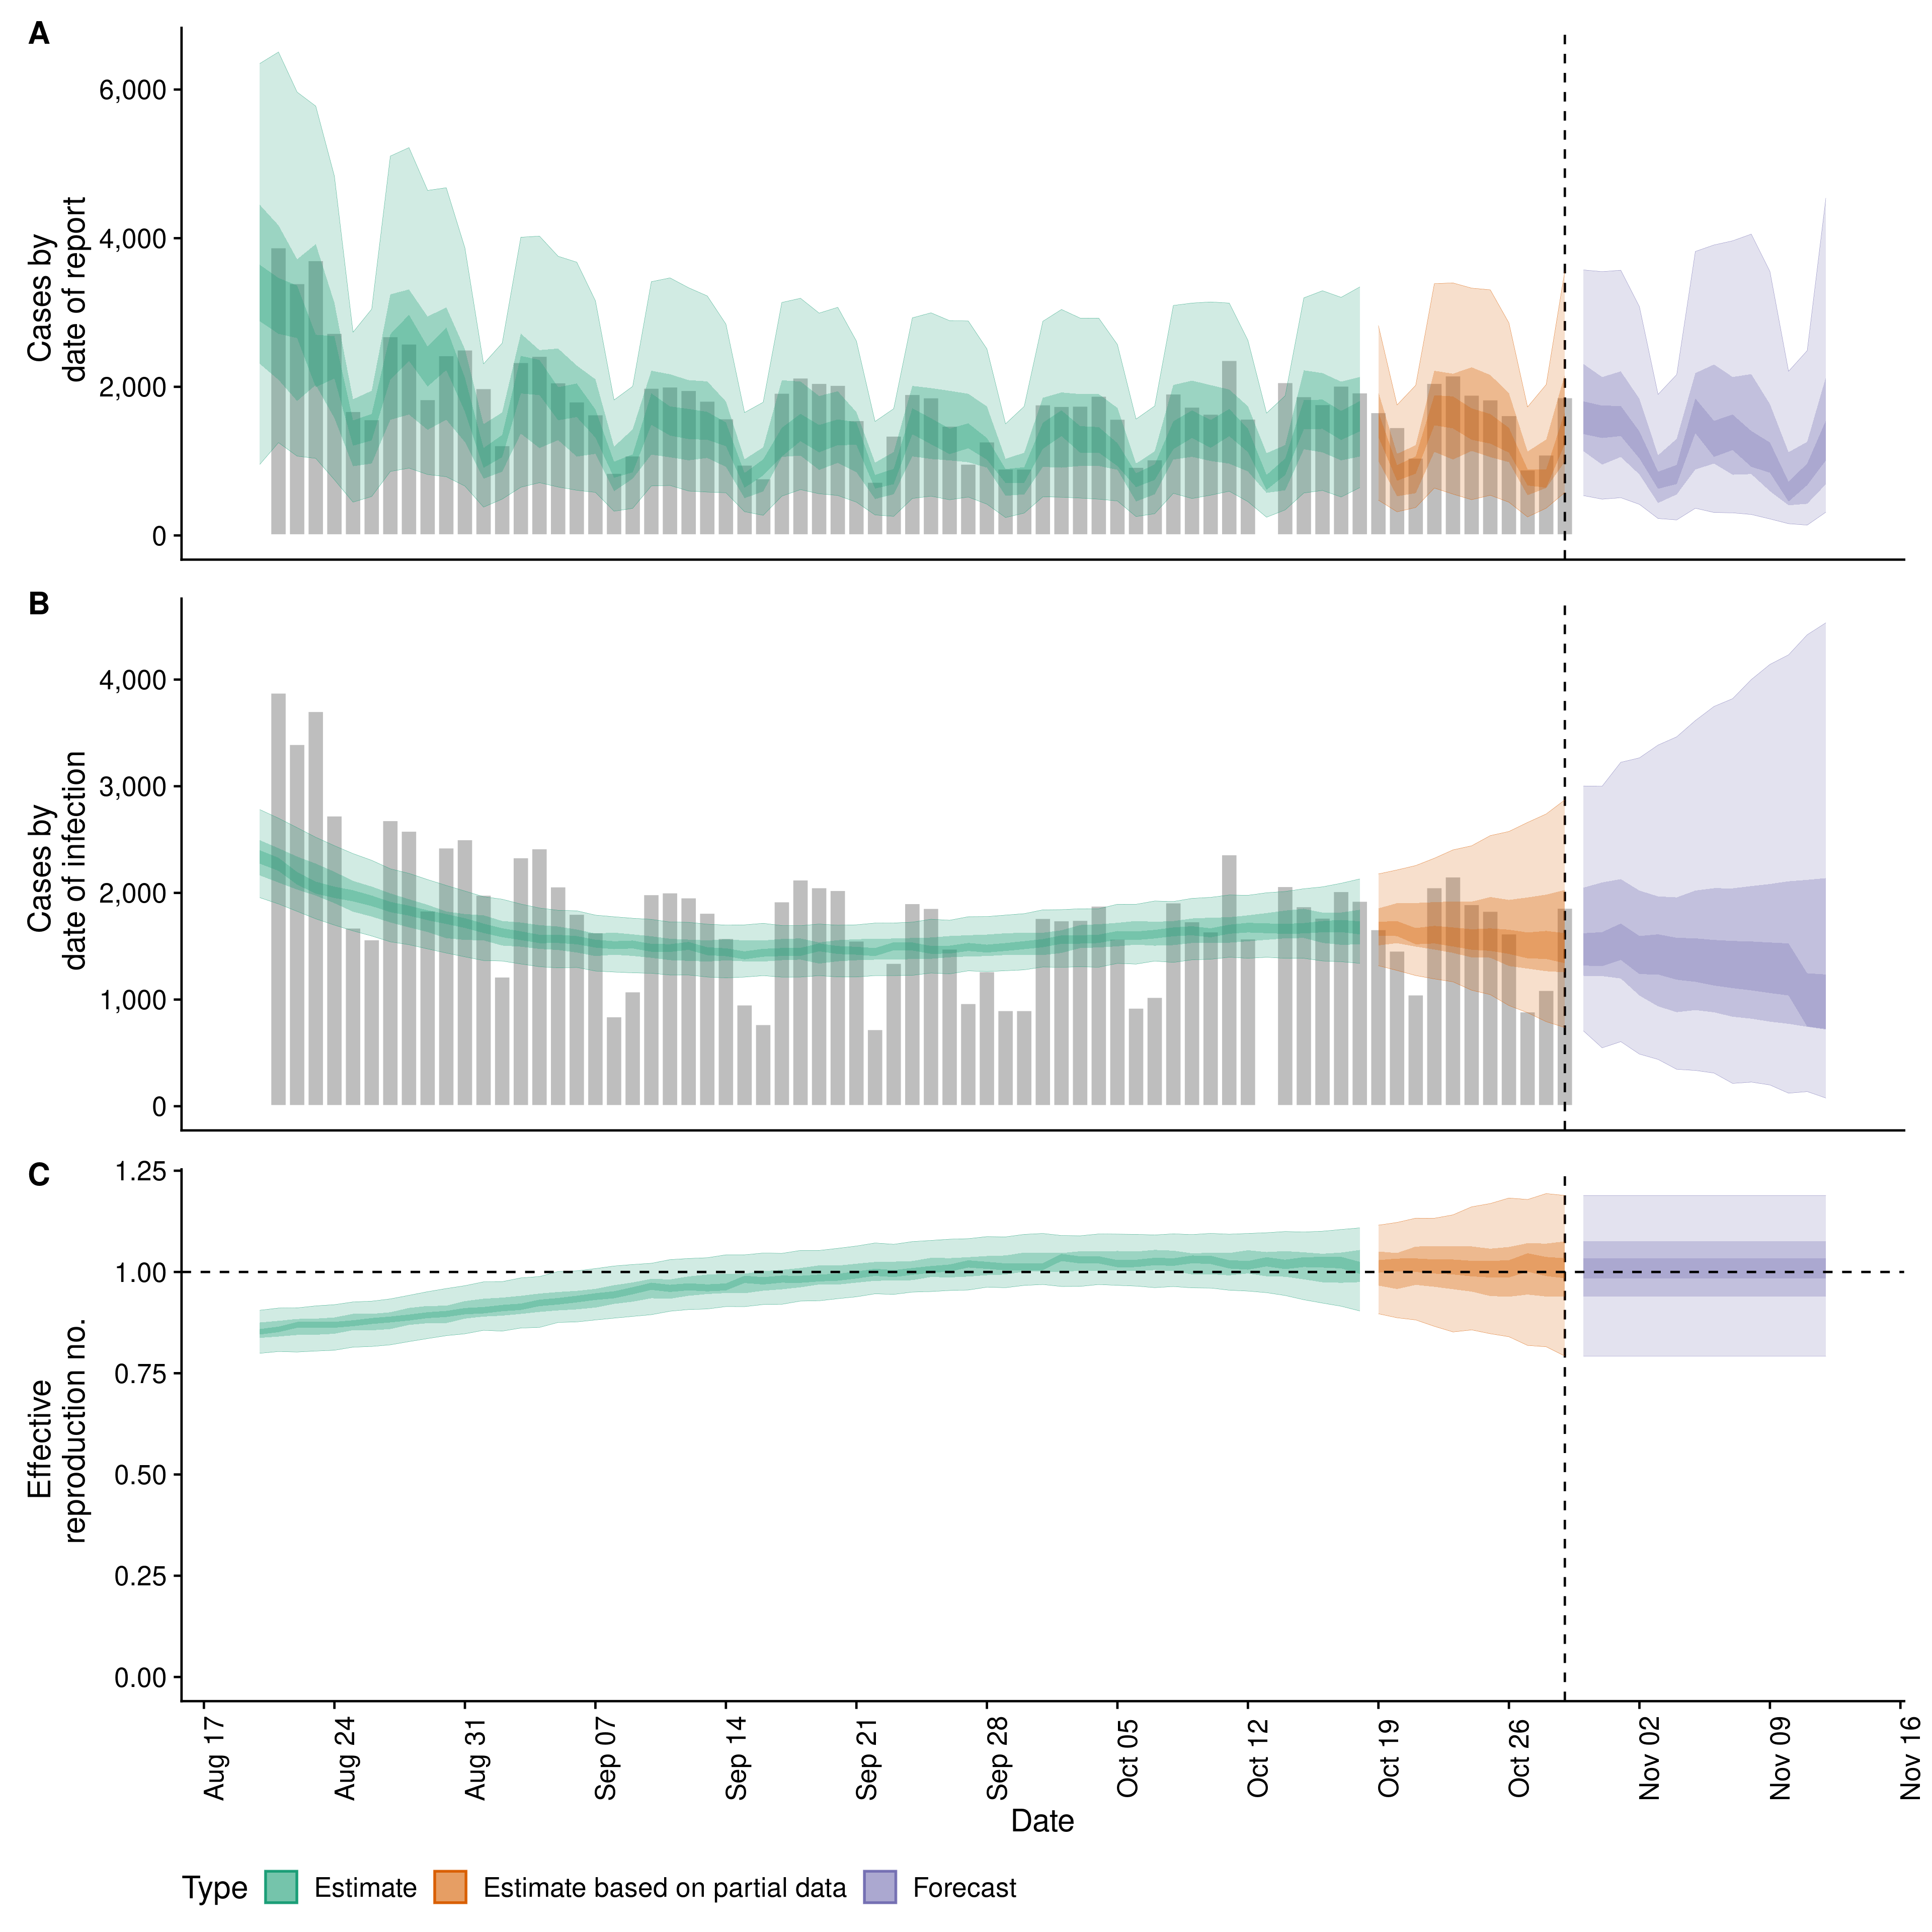 A
Cases by
date of report
6,000
4,000
2,000
0
B
Cases by
date of infection
4,000
3,000
2,000
1,000
0
C
Effective
reproduction no.
1.25
1.00
0.75
0.50
0.25
0.00
Aug 17
Aug 24
Aug 31
Sep 07
Sep 14
Sep 21
Sep 28
Oct 05
Oct 12
Oct 19
Oct 26
Nov 02
Nov 09
Nov 16
Date
Type Estimate Estimate based on partial data Forecast